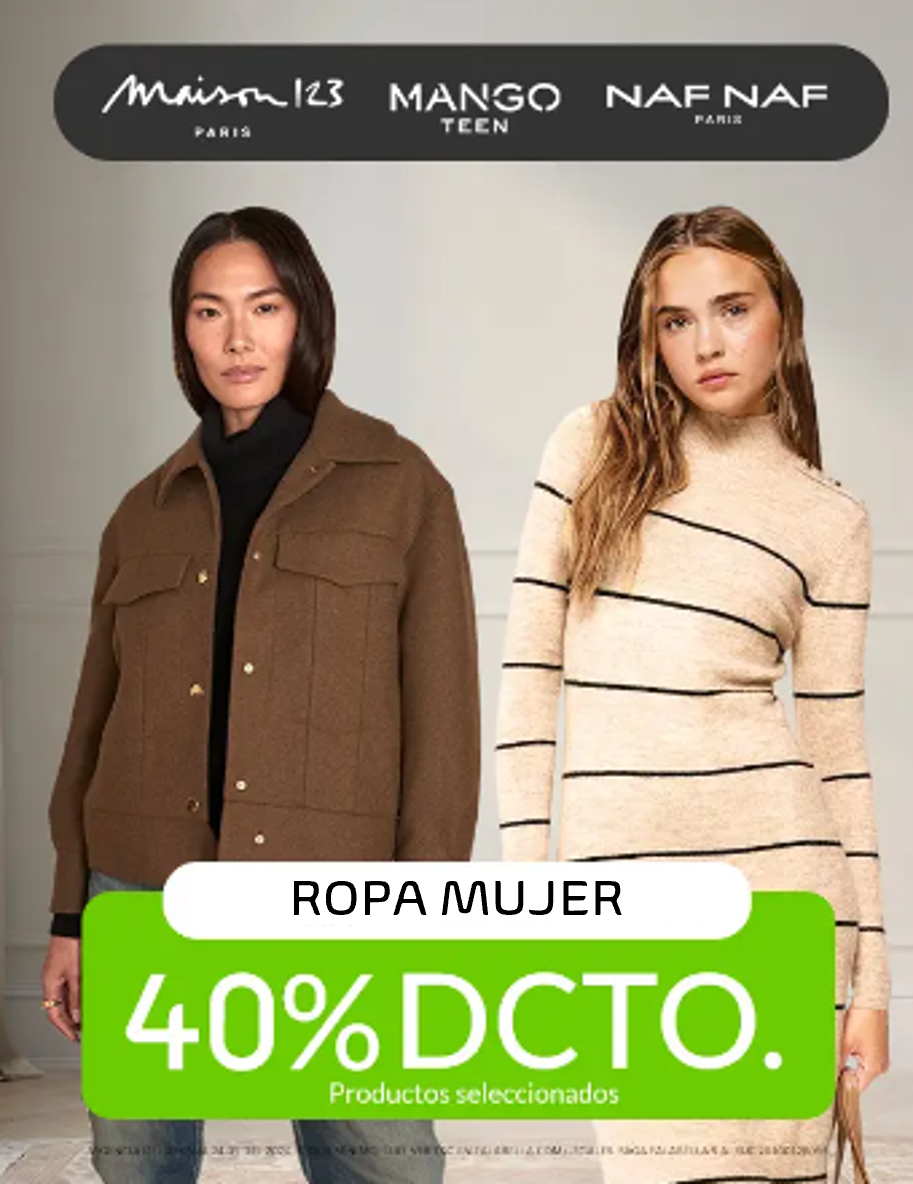 Maison 123
PARIS
MANGO
TEEN
NAF NAF
PARIS
ROPA MUJER
40% DCTO.
Productos seleccionados